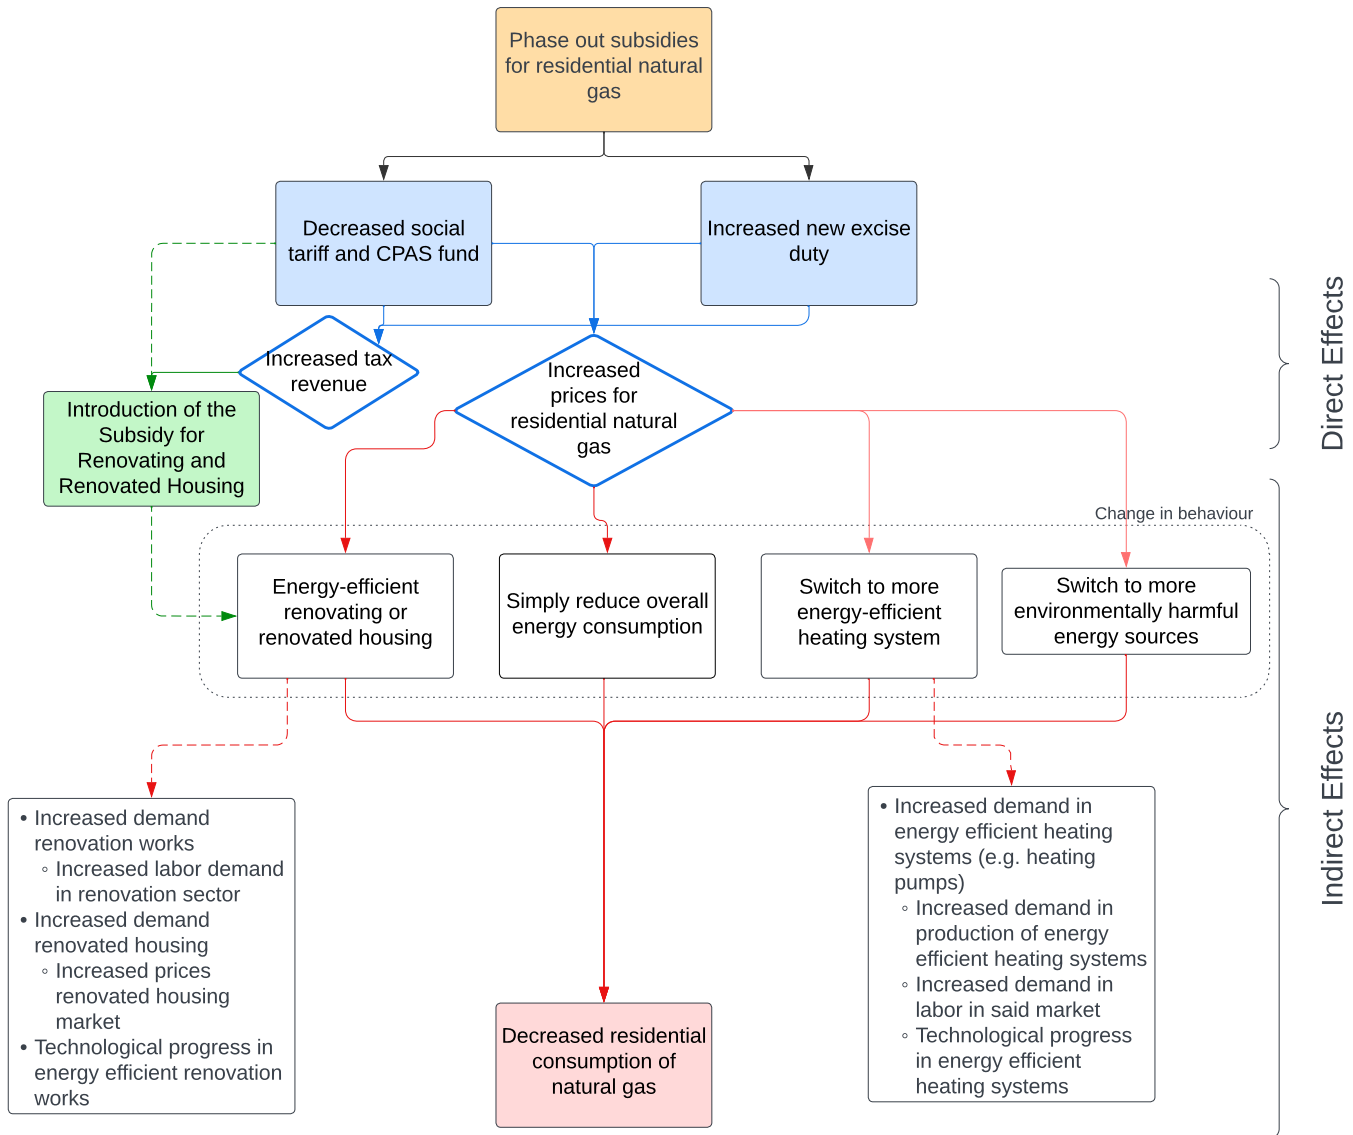 Phase out subsidies
for residential natural
gas
Decreased social
tariff and CPAS fund
Increased new excise
duty
Increased tax
revenue
Increased
prices for
residential natural
gas
Direct Effects
Introduction of the
Subsidy for
Renovating and
Renovated Housing
Change in behaviour
Energy-efficient
renovating or
renovated housing
Simply reduce overall
energy consumption
Switch to more
energy-efficient
heating system
Switch to more
environmentally harmful
energy sources
Indirect Effects
• Increased demand
renovation works
◦ Increased labor demand
in renovation sector
• Increased demand
renovated housing
◦ Increased prices
renovated housing
market
• Technological progress in
energy efficient renovation
works
• Increased demand in
energy efficient heating
systems (e.g. heating
pumps)
◦ Increased demand in
production of energy
efficient heating systems
◦ Increased demand in
labor in said market
◦ Technological progress
in energy efficient
heating systems
Decreased residential
consumption of
natural gas